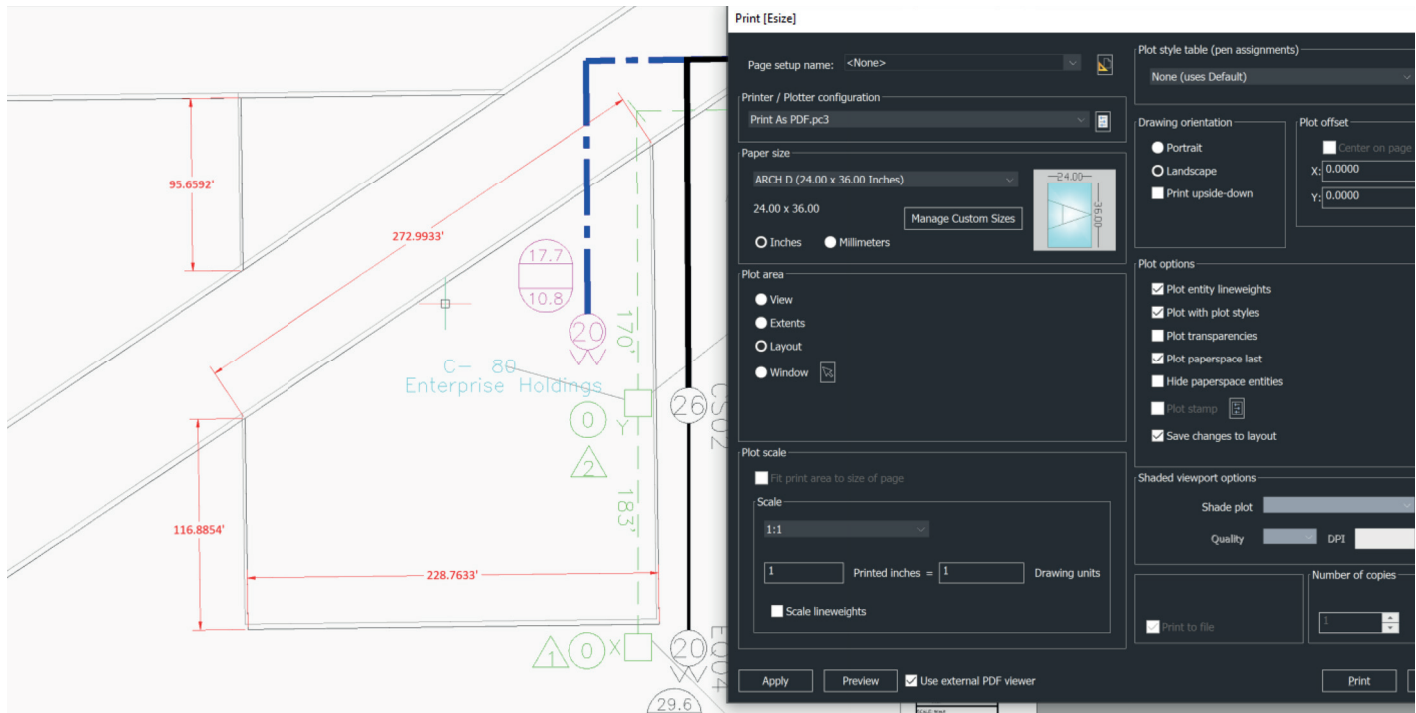 95.6592'
272.9933'
17.7
10.8
20
170'
C- 80
Enterprise Holdings
0
Y
26
CS02
2
183'
116.8854'
228.7633'
1
0
X
20
EQ04
29.6
Print [Esize]
Page setup name:
<None>
Printer / Plotter configuration
Print As PDF.pc3
Paper size
ARCH D (24.00 x 36.00 Inches)
24.00 x 36.00
Manage Custom Sizes
Inches
Millimeters
24.00
36.00
Plot area
View
Extents
Layout
Window
Plot scale
Fit print area to size of page
Scale
1:1
1
Printed inches =
1
Drawing units
Scale lineweights
Apply
Preview
Use external PDF viewer
Plot style table (pen assignments)
None (uses Default)
Drawing orientation
Portrait
Landscape
Print upside-down
Plot offset
Center on page
X: 0.0000
Y: 0.0000
Plot options
Plot entity lineweights
Plot with plot styles
Plot transparencies
Plot paperspace last
Hide paperspace entities
Plot stamp
Save changes to layout
Shaded viewport options
Shade plot
Quality
DPI
Number of copies
1
Print to file
Print